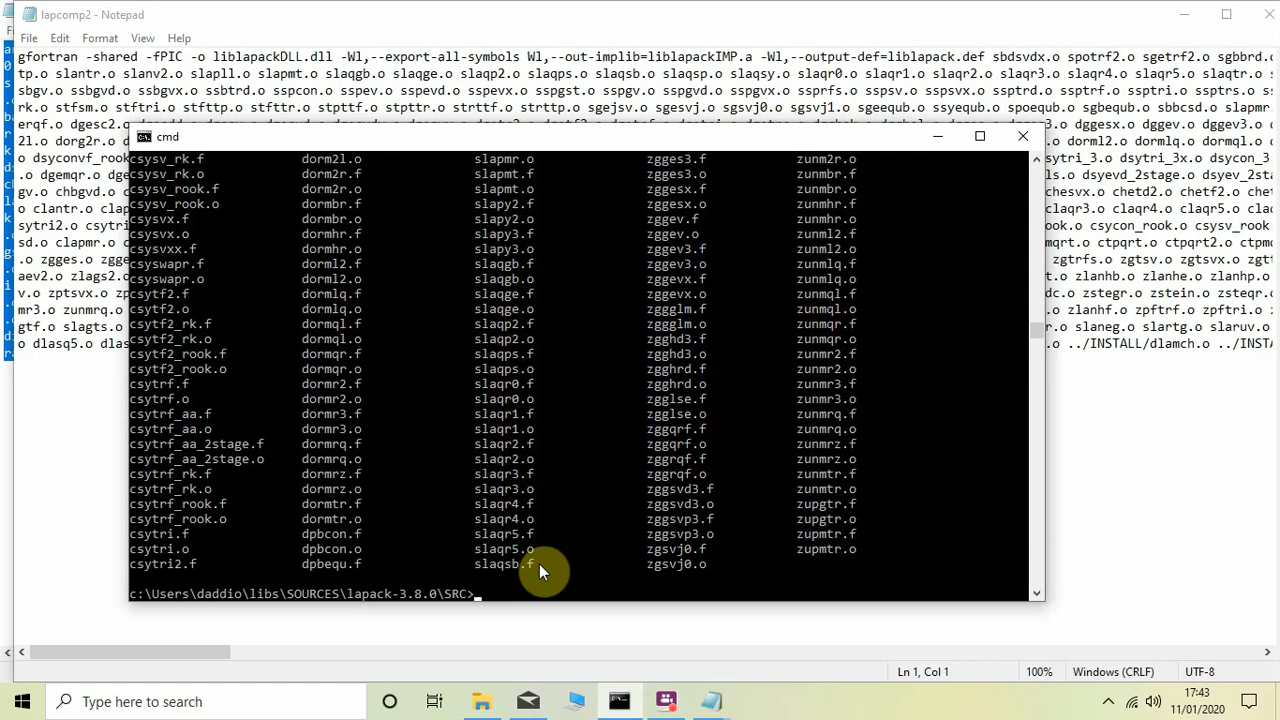 lapcomp2 - Notepad
File Edit Format View Help
gfortran -shared -fPIC -o liblapackDLL.dll -Wl,--export-all-symbols Wl,--out-implib=liblapackIMP.a -Wl,--output-def=liblapack.def sbdsvdx.o spotrf2.o sgetrf2.o sgbbrd.
tp.o slantr.o slanv2.o slapll.o slapmt.o slaqgb.o slaqge.o slaqp2.o slaqps.o slaqsb.o slaqsp.o slaqsy.o slaqr0.o slaqr1.o slaqr2.o slaqr3.o slaqr4.o slaqr5.o slaqtr.o
sbgv.o ssbgvd.o ssbgvx.o ssbtrd.o sspcon.o sspev.o sspevd.o sspevx.o sspgst.o sspgv.o sspgvd.o sspgvx.o ssprfs.o sspsv.o sspsvx.o ssptrd.o ssptrf.o ssptri.o ssptrs.o
rk.o stfsm.o stftri.o stfttp.o stfttr.o stpttf.o stpttr.o strttf.o strttp.o sgejsv.o sgesvj.o sgsvj0.o sgsvj1.o sgeequb.o ssyequb.o spoequb.o sgbequb.o sbbcsd.o slapmr.o
cmd
csysv_rk.f dorm2l.o slapmr.o zgges3.f zunm2r.o
csysv_rk.o dorm2r.f slapmt.f zgges3.o zunmbr.f
csysv_rook.f dorm2r.o slapmt.o zggesx.f zunmbr.o
csysv_rook.o dormbr.f slapy2.f zggesx.o zunmhr.f
csysvx.f dormbr.o slapy2.o zggev.f zunmhr.o
csysvx.o dormhr.f slapy3.f zggev.o zunml2.f
csysvxx.f dormhr.o slapy3.o zggev3.f zunml2.o
csyswapr.f dorml2.f slaqgb.f zggev3.o zunmlq.f
csyswapr.o dorml2.o slaqgb.o zggevx.f zunmlq.o
csytf2.f dormlq.f slaqge.f zggevx.o zunmql.f
csytf2.o dormlq.o slaqge.o zggglm.f zunmql.o
csytf2_rk.f dormql.f slaqp2.f zggglm.o zunmqr.f
csytf2_rk.o dormql.o slaqp2.o zgghd3.f zunmqr.o
csytf2_rook.f dormqr.f slaqps.f zgghd3.o zunmr2.f
csytf2_rook.o dormqr.o slaqps.o zgghrd.f zunmr2.o
csytrf.f dormr2.f slaqr0.f zgghrd.o zunmr3.f
csytrf.o dormr2.o slaqr0.o zgglse.f zunmr3.o
csytrf_aa.f dormr3.f slaqr1.f zgglse.o zunmrq.f
csytrf_aa.o dormr3.o slaqr1.o zggqrf.f zunmrq.o
csytrf_aa_2stage.f dormrq.f slaqr2.f zggqrf.o zunmrz.f
csytrf_aa_2stage.o dormrq.o slaqr2.o zggrqf.f zunmrz.o
csytrf_rk.f dormrz.f slaqr3.f zggrqf.o zunmtr.f
csytrf_rk.o dormrz.o slaqr3.o zggsvd3.f zunmtr.o
csytrf_rook.f dormtr.f slaqr4.f zggsvd3.o zupgtr.f
csytrf_rook.o dormtr.o slaqr4.o zggsvp3.f zupgtr.o
csytri.f dpbcon.f slaqr5.f zggsvp3.o zupmtr.f
csytri.o dpbcon.o slaqr5.o zgsvj0.f zupmtr.o
csytri2.f dpbequ.f slaqsb.f zgsvj0.o
c:\Users\daddio\libs\SOURCES\lapack-3.8.0\SRC>
Ln 1, Col 1 100% Windows (CRLF) UTF-8
Type here to search
17:43
11/01/2020